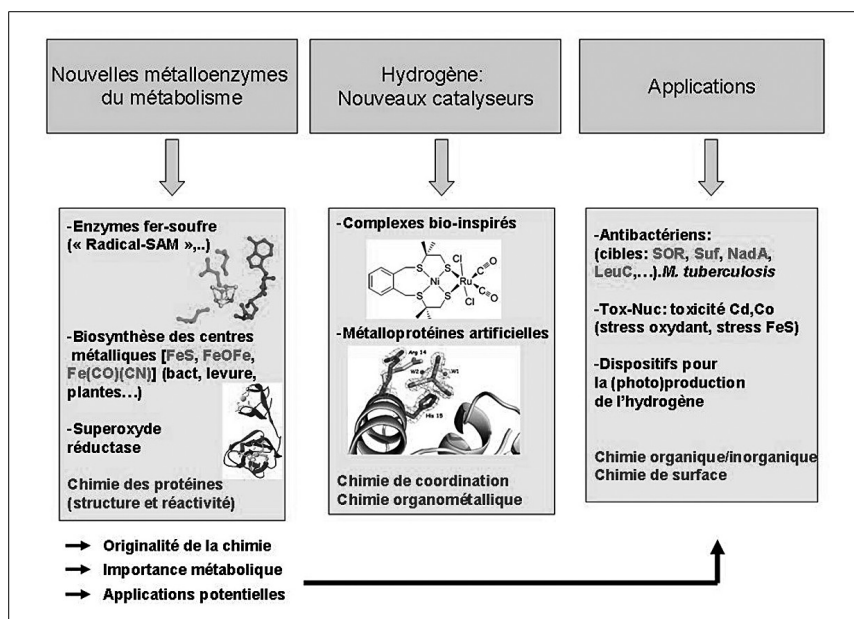 Nouvelles métalloenzymes
du métabolisme
Hydrogène:
Nouveaux catalyseurs
Applications
-Enzymes fer-soufre
(« Radical-SAM »,..)
-Biosynthèse des centres
métalliques [FeS, FeOFe,
Fe(CO)(CN)] (bact, levure,
plantes…)
-Superoxyde
réductase
Chimie des protéines
(structure et réactivité)
-Complexes bio-inspirés
Cl
S S C≡O
Ni Ru
S S C≡O
Cl
-Métalloprotéines artificielles
Arg 14
W2 W1
His 15
Chimie de coordination
Chimie organométallique
-Antibactériens:
(cibles: SOR, Suf, NadA,
LeuC,…).M. tuberculosis
-Tox-Nuc: toxicité Cd,Co
(stress oxydant, stress FeS)
-Dispositifs pour
la (photo)production
de l'hydrogène
Chimie organique/inorganique
Chimie de surface
Originalité de la chimie
Importance métabolique
Applications potentielles